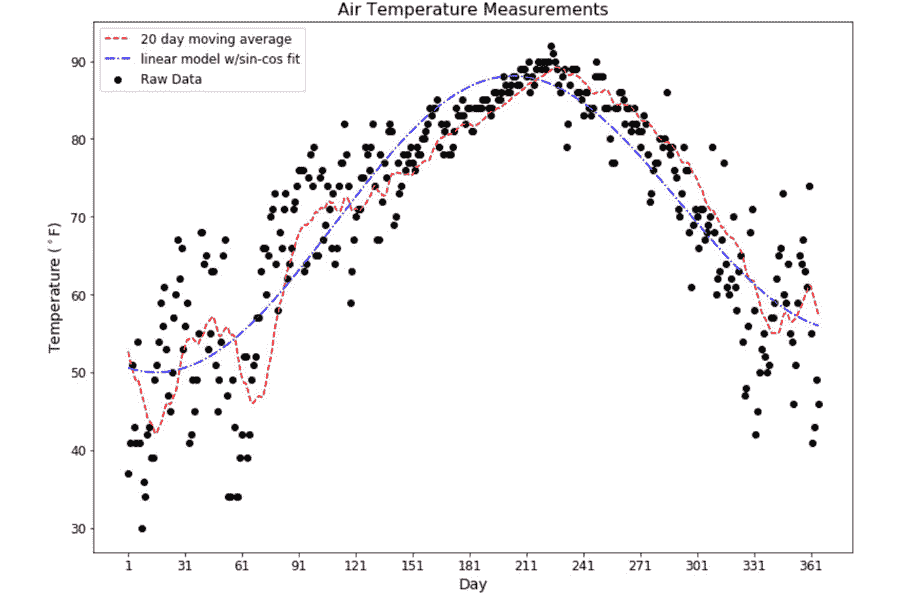 Air Temperature Measurements
20 day moving average
linear model w/sin-cos fit
Raw Data
90
80
70
60
50
40
30
Temperature (°F)
1 31 61 91 121 151 181 211 241 271 301 331 361
Day